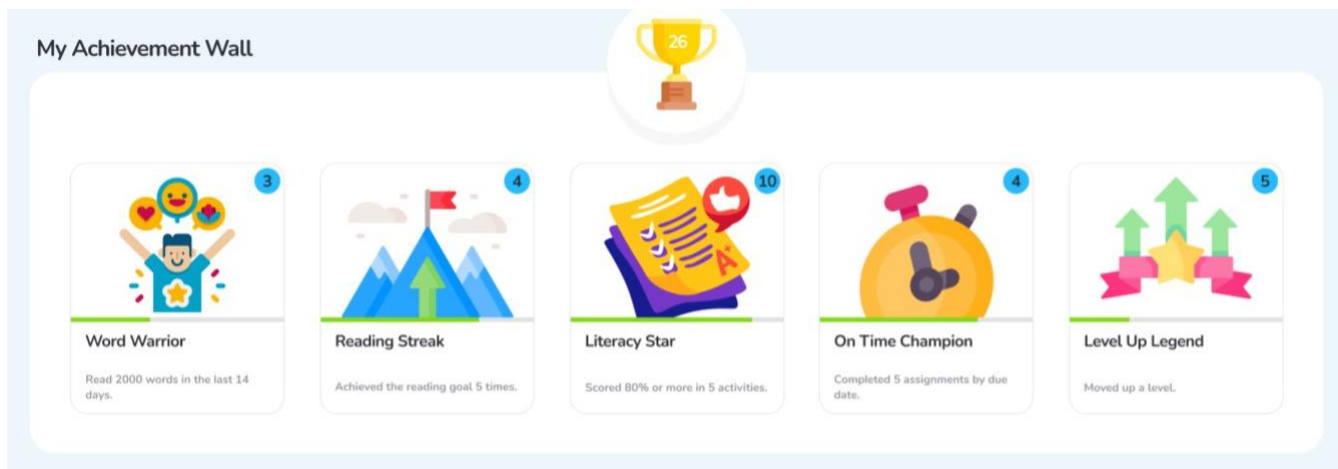 My Achievement Wall
26
3
Word Warrior
Read 2000 words in the last 14
days.
4
Reading Streak
Achieved the reading goal 5 times.
10
A+
Literacy Star
Scored 80% or more in 5 activities.
4
On Time Champion
Completed 5 assignments by due
date.
5
Level Up Legend
Moved up a level.